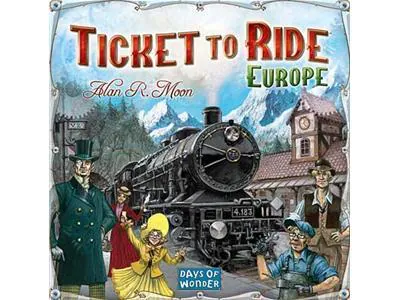 TICKET TO RIDE
EUROPE
Alan R. Moon
4.183
DAYS OF
WONDER